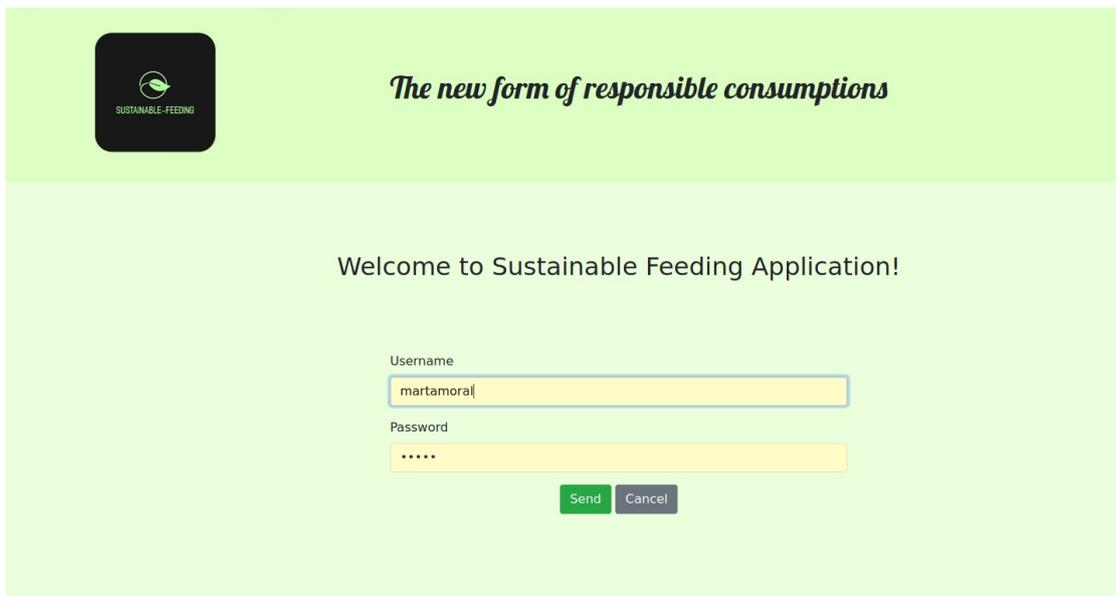 SUSTAINABLE-FEEDING
The new form of responsible consumptions
Welcome to Sustainable Feeding Application!
Username
martamoral
Password
•••••
Send Cancel